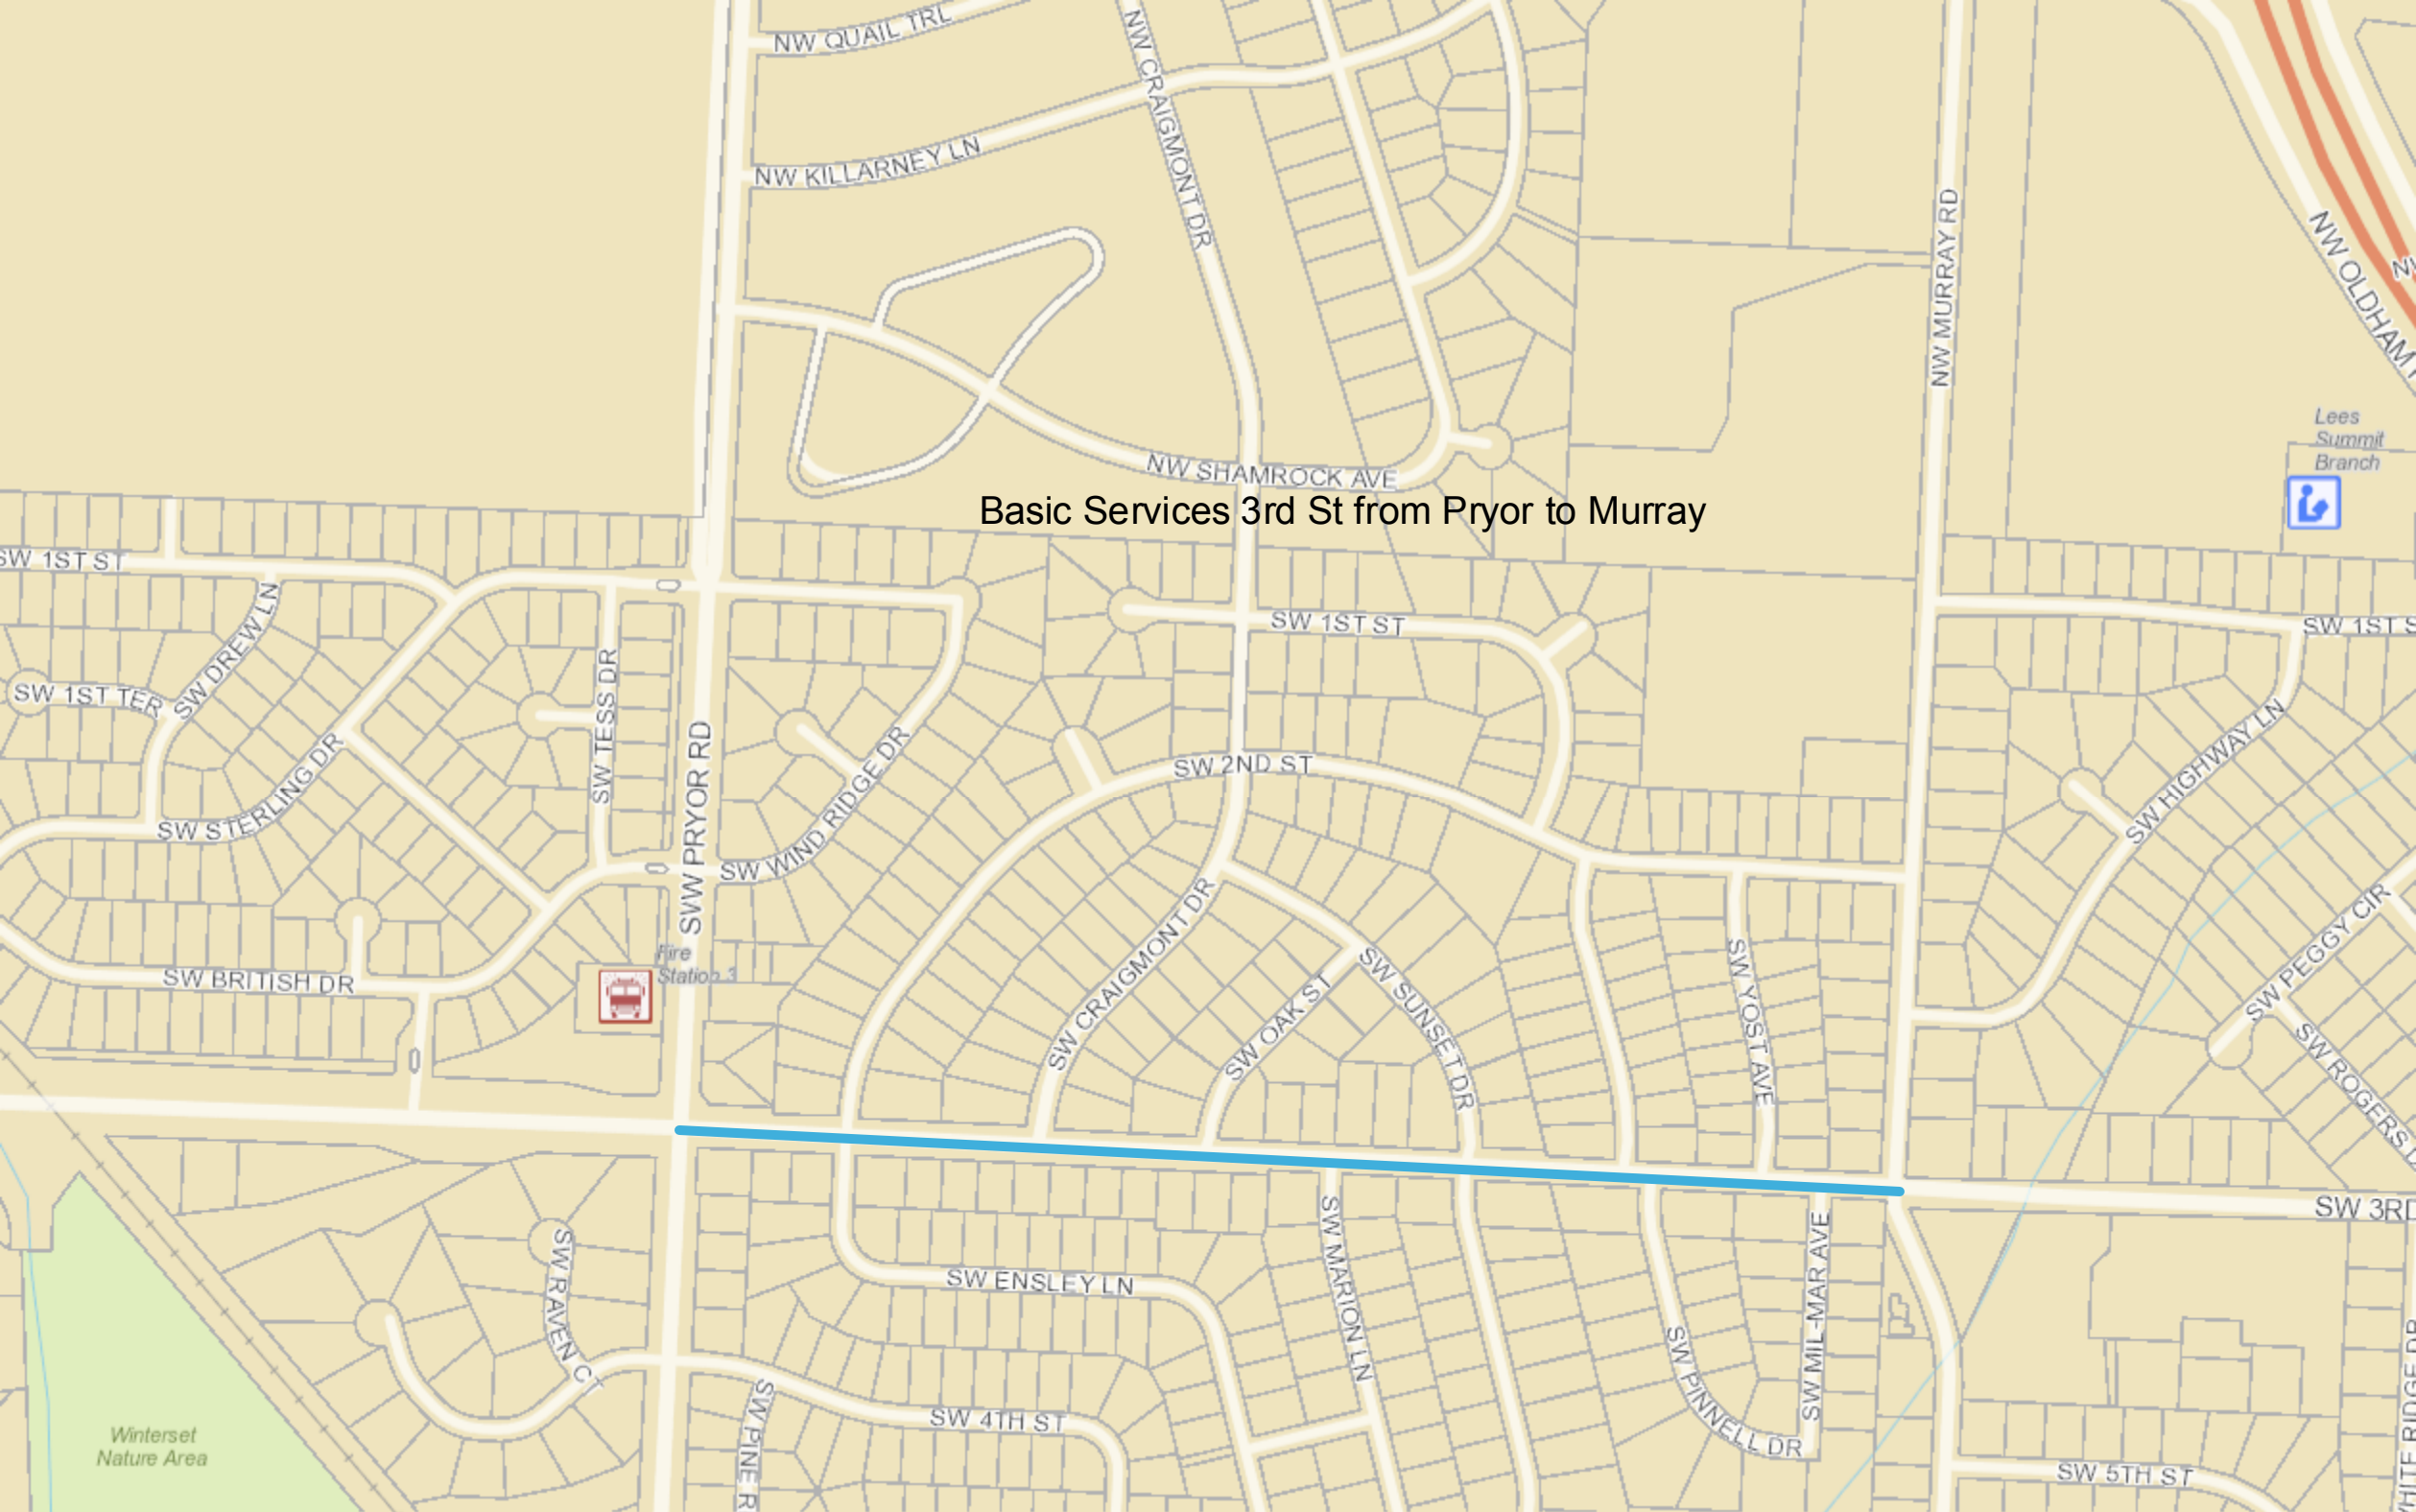 NW QUAIL TRL
NW CRAIGMONT DR
NW KILLARNEY LN
NW MURRAY RD
NW OLDHAM
Lees
Summit
Branch
NW SHAMROCK AVE
Basic Services 3rd St from Pryor to Murray
SW 1ST ST
SW 1ST ST
SW 1ST S
SW DREW LN
SW 1ST TER
SW TESS DR
SW PRYOR RD
SW STERLING DR
SW WIND RIDGE DR
SW 2ND ST
SW HIGHWAY LN
SW PEGGY CIR
SW BRITISH DR
Fire
Station 3
SW CRAIGMONT DR
SW OAK ST
SW SUNSET DR
SW YOST AVE
SW ROGERS
SW 3RD
SW RAVEN CT
SW ENSLEY LN
SW MARION LN
SW MIL-MAR AVE
SW PINNELL DR
SW PINE R
SW 4TH ST
SW 5TH ST
HITE RIDGE DR
Winterset
Nature Area